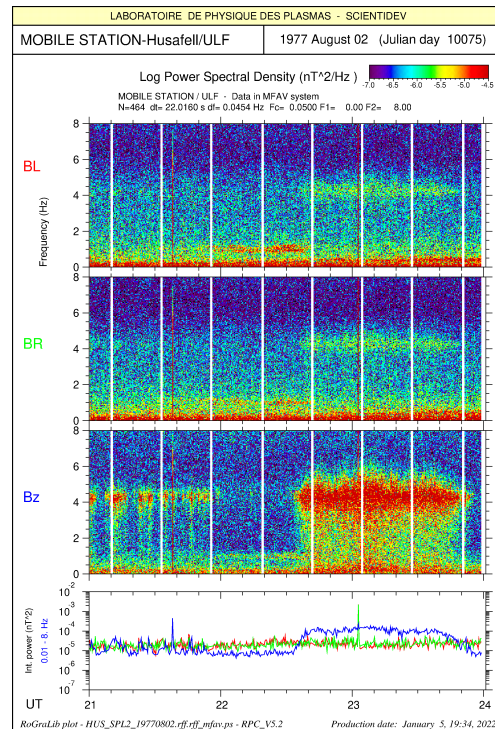 LABORATOIRE DE PHYSIQUE DES PLASMAS - SCIENTIDEV
MOBILE STATION-Husafell/ULF 1977 August 02 (Julian day 10075)
Log Power Spectral Density (nT^2/Hz ) -7.0 -6.5 -6.0 -5.5 -5.0 -4.5
MOBILE STATION / ULF - Data in MFAV system
N=464 dt= 22.0160 s df= 0.0454 Hz Fc= 0.0500 F1= 0.00 F2= 8.00
8
6
BL
4
Frequency (Hz)
2
0
8
6
BR
4
2
0
8
6
Bz
4
2
0
10-2
10-3
Int. power (nT^2)
0.01 - 8. Hz
10-4
10-5
10-6
10-7
UT 21 22 23 24
RoGraLib plot - HUS_SPL2_19770802.rff.rff_mfav.ps - RPC_V5.2 Production date: January 5, 19:34, 2022